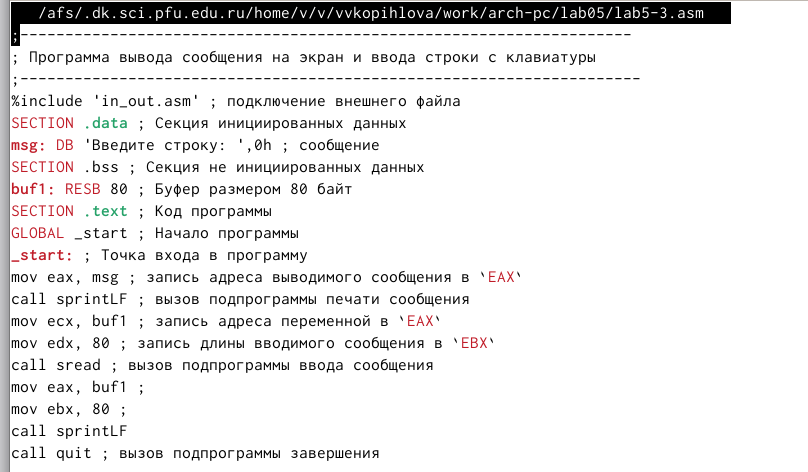 /afs/.dk.sci.pfu.edu.ru/home/v/v/vvkopihlova/work/arch-pc/lab05/lab5-3.asm
;--------------------------------------------------------------------
; Программа вывода сообщения на экран и ввода строки с клавиатуры
;---------------------------------------------------------------------
%include 'in_out.asm' ; подключение внешнего файла
SECTION .data ; Секция инициированных данных
msg: DB 'Введите строку: ',0h ; сообщение
SECTION .bss ; Секция не инициированных данных
buf1: RESB 80 ; Буфер размером 80 байт
SECTION .text ; Код программы
GLOBAL _start ; Начало программы
_start: ; Точка входа в программу
mov eax, msg ; запись адреса выводимого сообщения в `EAX`
call sprintLF ; вызов подпрограммы печати сообщения
mov ecx, buf1 ; запись адреса переменной в `EAX`
mov edx, 80 ; запись длины вводимого сообщения в `EBX`
call sread ; вызов подпрограммы ввода сообщения
mov eax, buf1 ;
mov ebx, 80 ;
call sprintLF
call quit ; вызов подпрограммы завершения